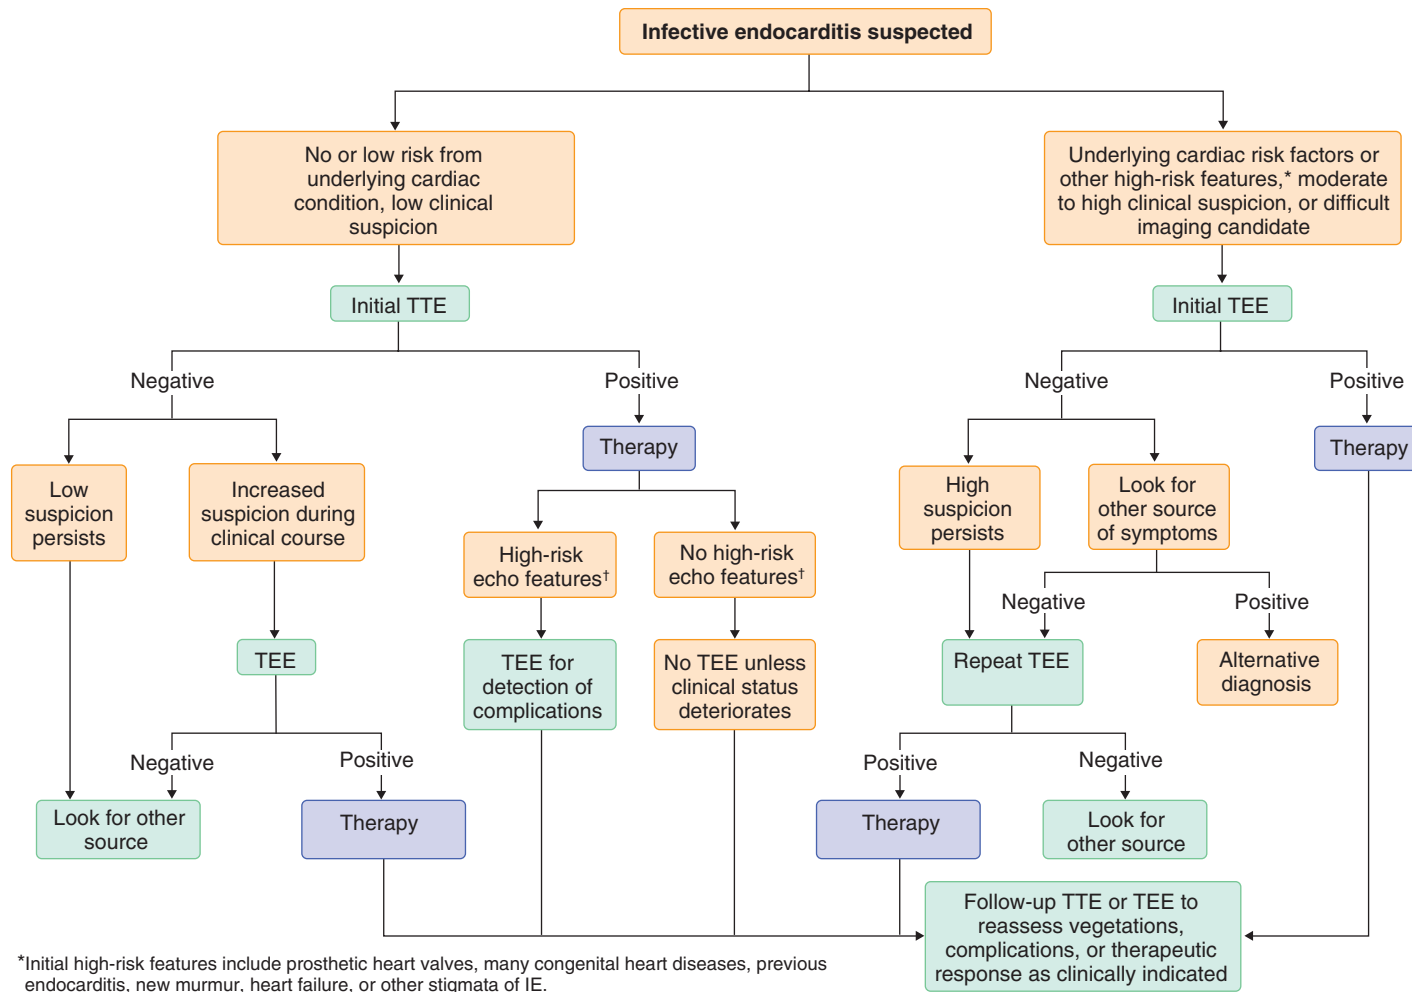 Infective endocarditis suspected
No or low risk from
underlying cardiac
condition, low clinical
suspicion
Underlying cardiac risk factors or
other high-risk features,* moderate
to high clinical suspicion, or difficult
imaging candidate
Initial TTE
Initial TEE
Negative
Positive
Negative
Positive
Therapy
Therapy
Low
suspicion
persists
Increased
suspicion during
clinical course
High-risk
echo features†
No high-risk
echo features†
High
suspicion
persists
Look for
other source
of symptoms
Negative
Positive
TEE
TEE for
detection of
complications
No TEE unless
clinical status
deteriorates
Repeat TEE
Alternative
diagnosis
Negative
Positive
Positive
Negative
Look for other
source
Therapy
Therapy
Look for
other source
Follow-up TTE or TEE to
reassess vegetations,
complications, or therapeutic
response as clinically indicated
*Initial high-risk features include prosthetic heart valves, many congenital heart diseases, previous
endocarditis, new murmur, heart failure, or other stigmata of IE.